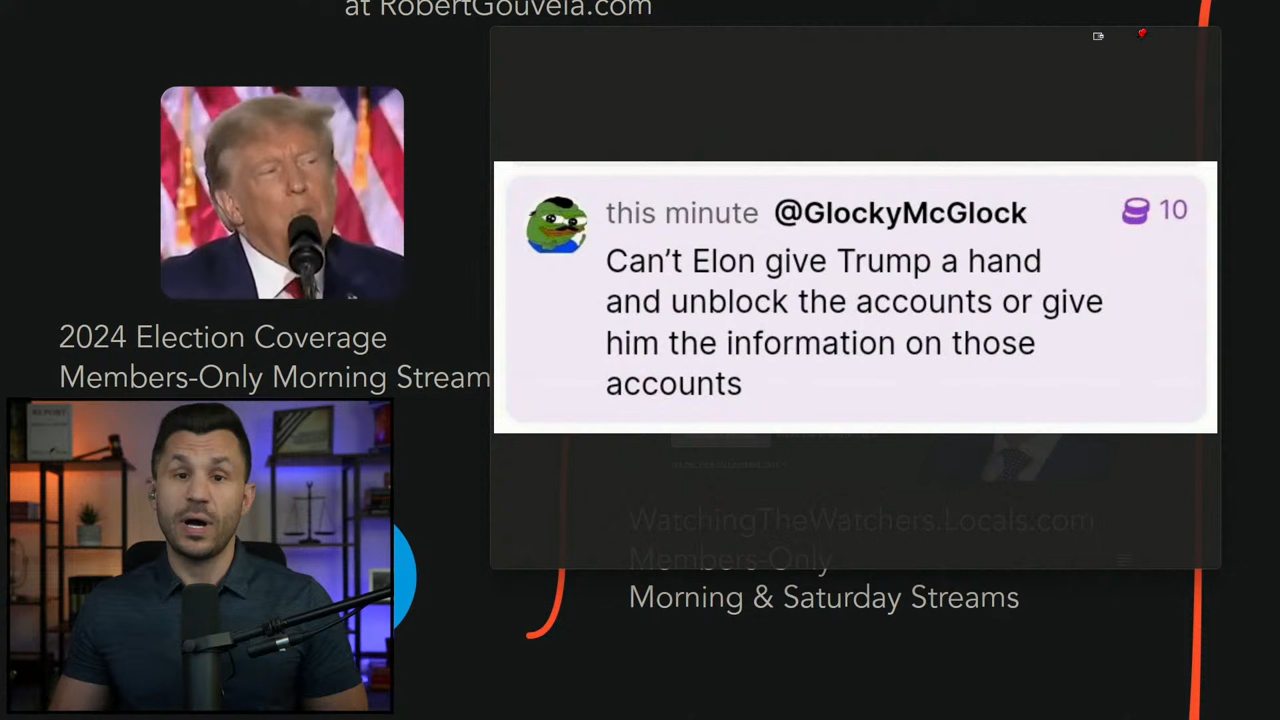 at RobertGouveia.com
this minute @GlockyMcGlock 10
Can't Elon give Trump a hand
and unblock the accounts or give
him the information on those
accounts
2024 Election Coverage
Members-Only Morning Stream
WatchingTheWatchers.Locals.com
Members-Only
Morning & Saturday Streams